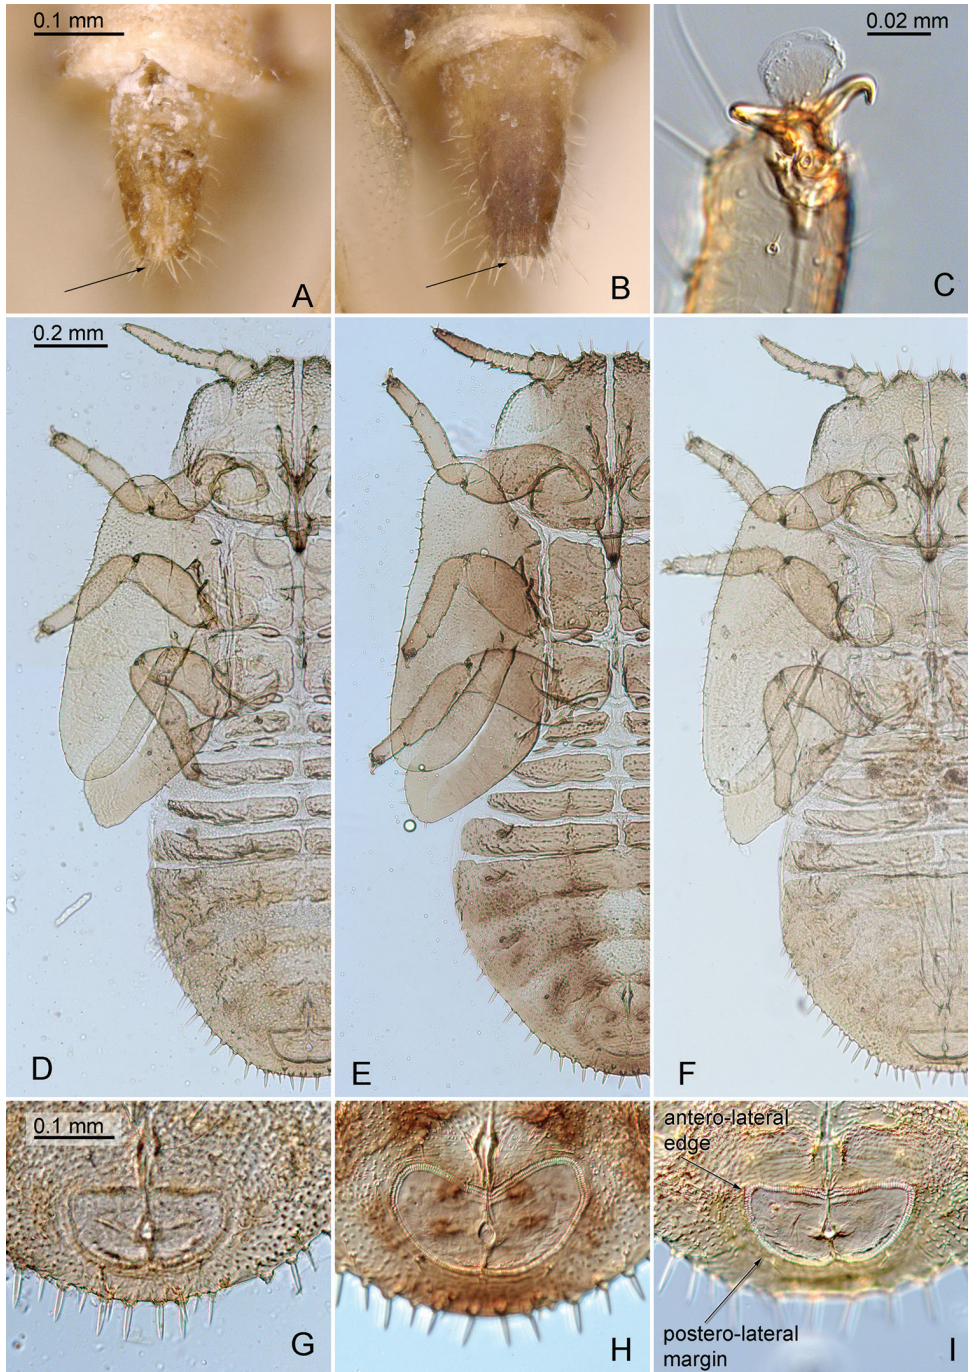 0.1 mm
0.02 mm
A
B
C
0.2 mm
D
E
F
0.1 mm
antero-lateral
edge
G
H
postero-lateral
margin
I